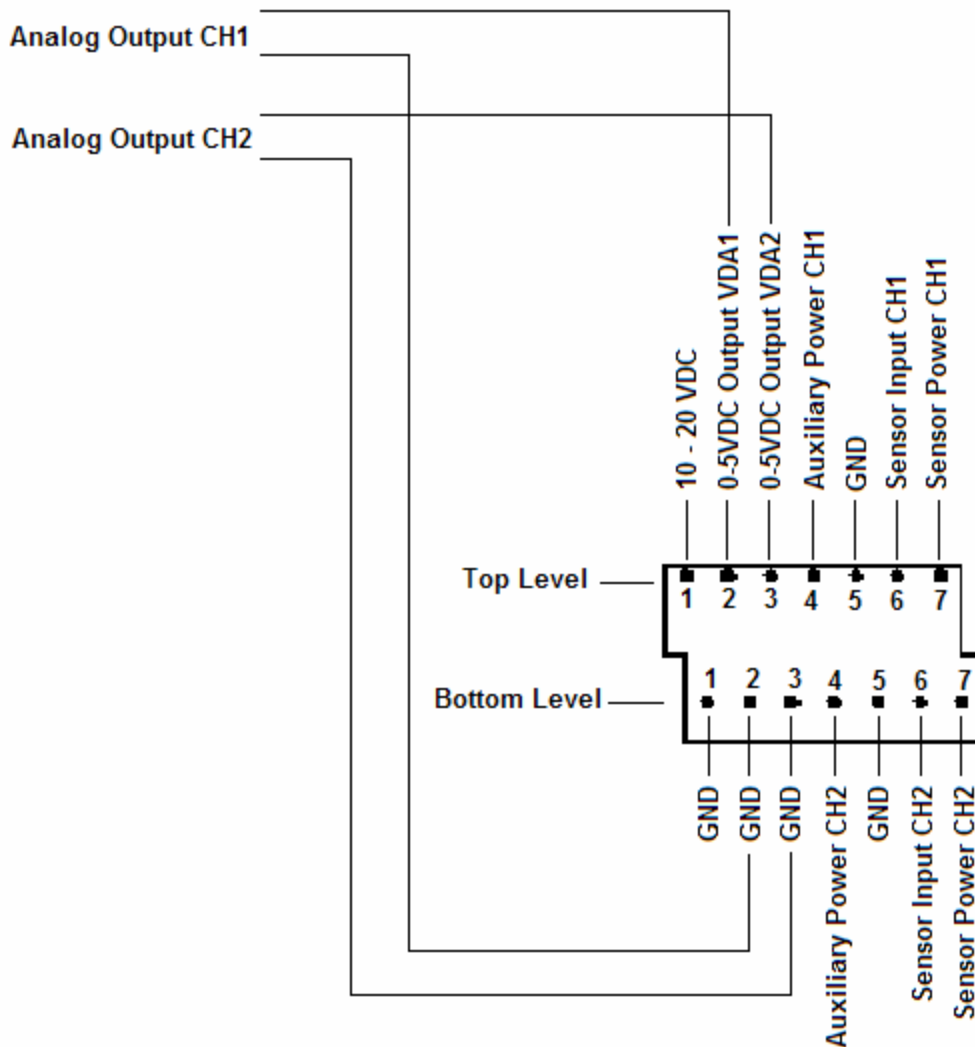 Analog Output CH1
Analog Output CH2
10 - 20 VDC
0-5VDC Output VDA1
0-5VDC Output VDA2
Auxiliary Power CH1
GND
Sensor Input CH1
Sensor Power CH1
Top Level
1 2 3 4 5 6 7
1 2 3 4 5 6 7
Bottom Level
GND
GND
GND
Auxiliary Power CH2
GND
Sensor Input CH2
Sensor Power CH2